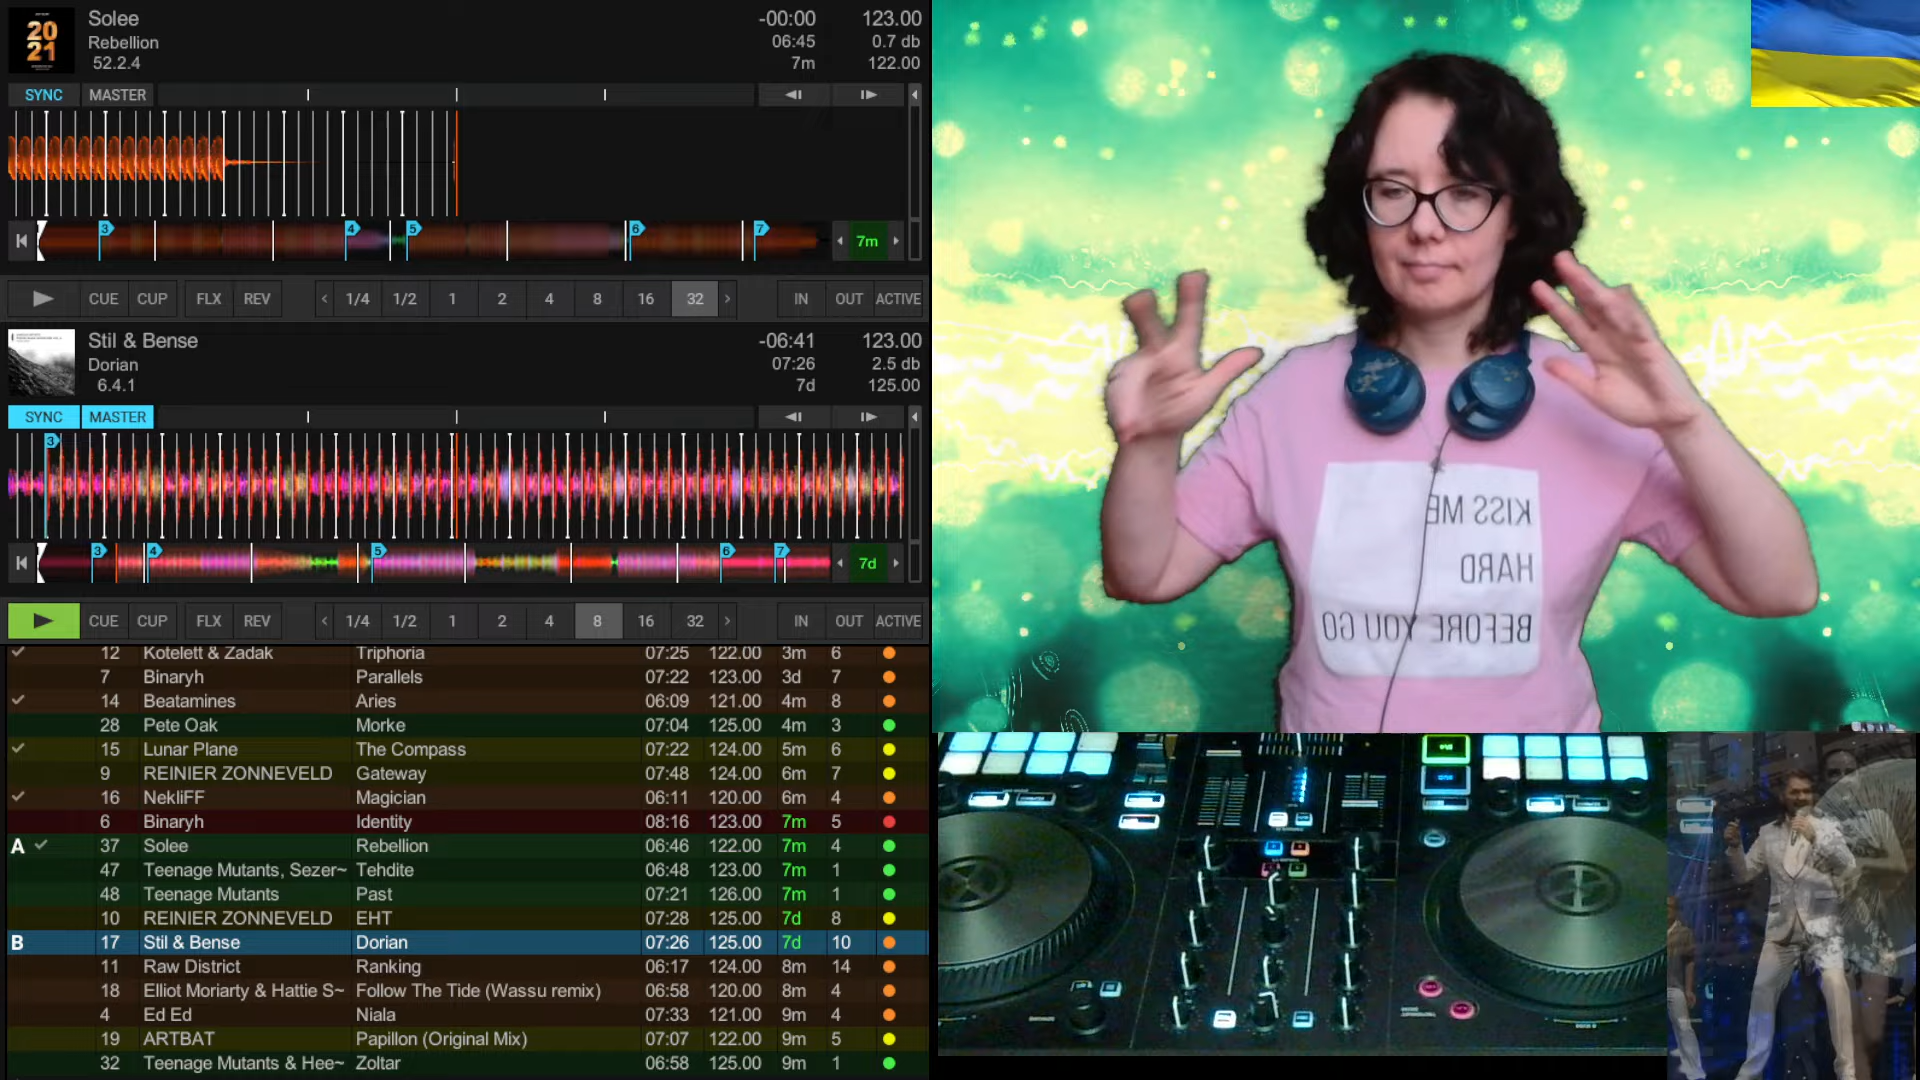 20
21
Solee
Rebellion
52.2.4
-00:00
06:45
7m
123.00
0.7 db
122.00
SYNC
MASTER
3
4
5
6
7
7m
CUE
CUP
FLX
REV
1/4
1/2
1
2
4
8
16
32
IN
OUT
ACTIVE
Stil & Bense
Dorian
6.4.1
-06:41
07:26
7d
123.00
2.5 db
125.00
SYNC
MASTER
3
3
4
5
6
7
7d
CUE
CUP
FLX
REV
1/4
1/2
1
2
4
8
16
32
IN
OUT
ACTIVE
12 Kotelett & Zadak Triphoria 07:25 122.00 3m 6
7 Binaryh Parallels 07:22 123.00 3d 7
14 Beatamines Aries 06:09 121.00 4m 8
28 Pete Oak Morke 07:04 125.00 4m 3
15 Lunar Plane The Compass 07:22 124.00 5m 6
9 REINIER ZONNEVELD Gateway 07:48 124.00 6m 7
16 NekliFF Magician 06:11 120.00 6m 4
6 Binaryh Identity 08:16 123.00 7m 5
A 37 Solee Rebellion 06:46 122.00 7m 4
47 Teenage Mutants, Sezer~ Tehdite 06:48 123.00 7m 1
48 Teenage Mutants Past 07:21 126.00 7m 1
10 REINIER ZONNEVELD EHT 07:28 125.00 7d 8
B 17 Stil & Bense Dorian 07:26 125.00 7d 10
11 Raw District Ranking 06:17 124.00 8m 14
18 Elliot Moriarty & Hattie S~ Follow The Tide (Wassu remix) 06:58 120.00 8m 4
4 Ed Ed Niala 07:33 121.00 9m 4
19 ARTBAT Papillon (Original Mix) 07:07 122.00 9m 5
32 Teenage Mutants & Hee~ Zoltar 06:58 125.00 9m 1
KISS ME
HARD
BEFORE YOU GO